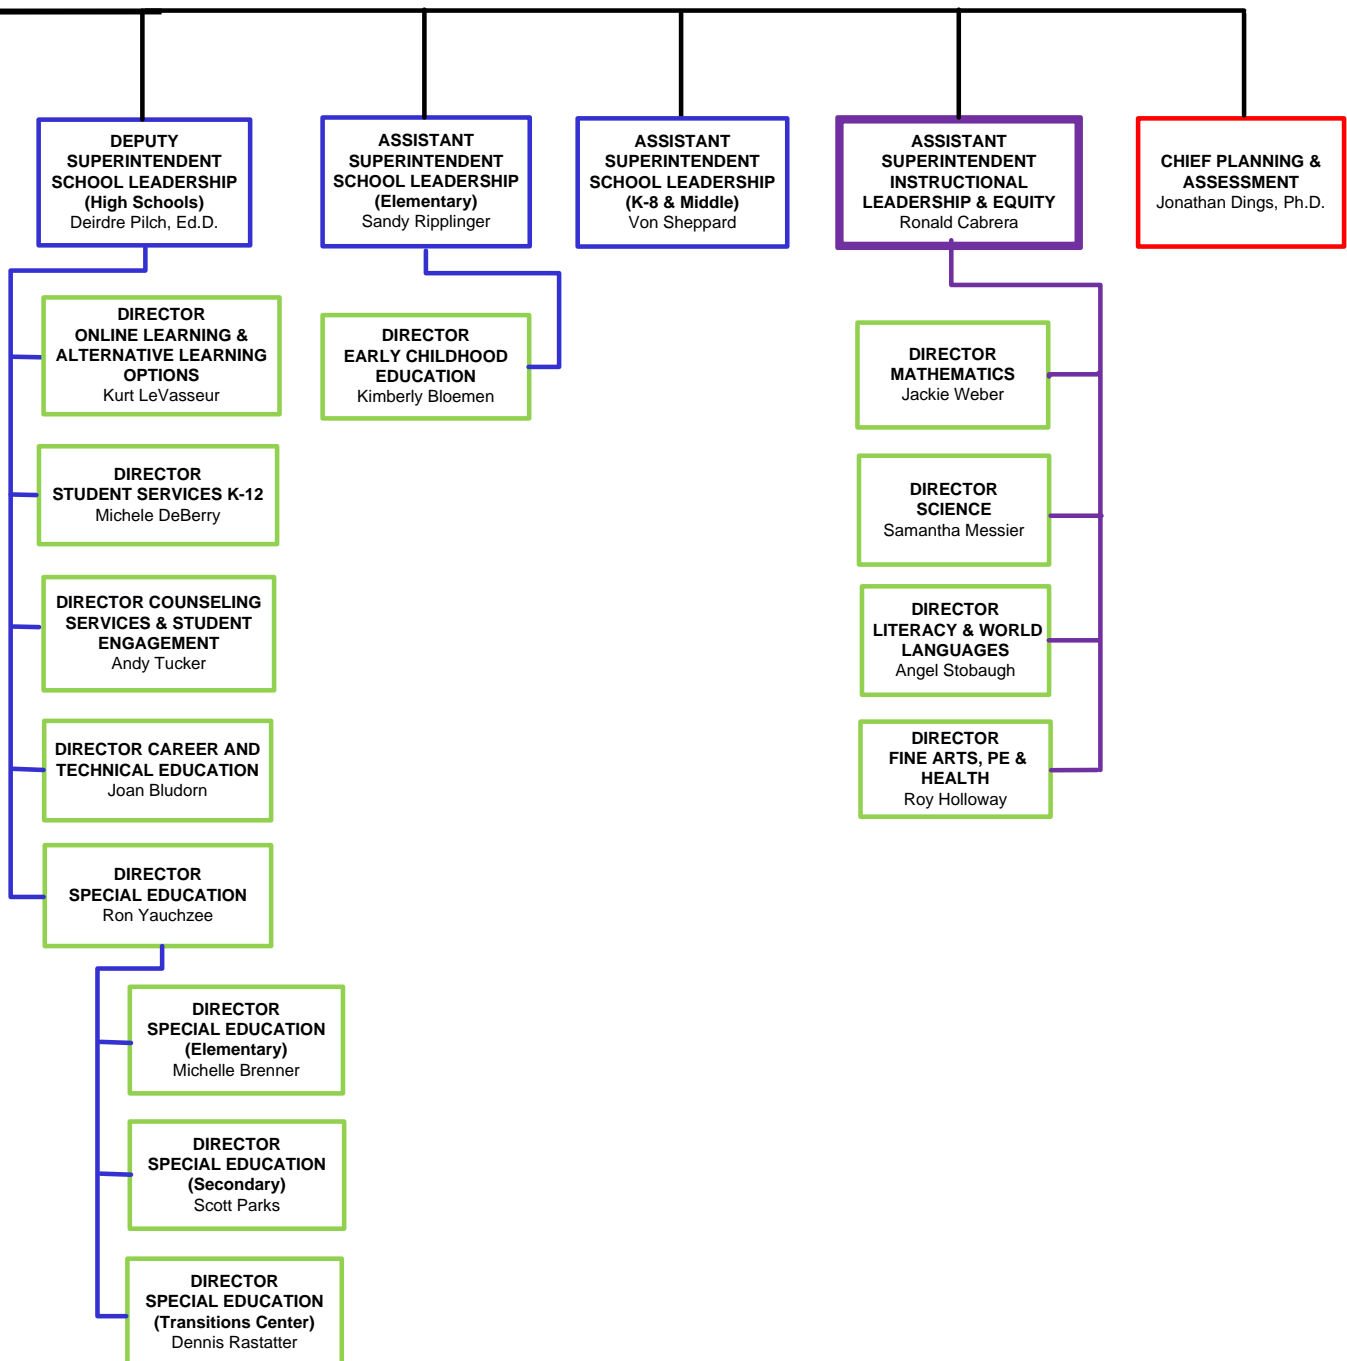 DEPUTY
SUPERINTENDENT
SCHOOL LEADERSHIP
(High Schools)
Deirdre Pilch, Ed.D.
ASSISTANT
SUPERINTENDENT
SCHOOL LEADERSHIP
(Elementary)
Sandy Ripplinger
ASSISTANT
SUPERINTENDENT
SCHOOL LEADERSHIP
(K-8 & Middle)
Von Sheppard
ASSISTANT
SUPERINTENDENT
INSTRUCTIONAL
LEADERSHIP & EQUITY
Ronald Cabrera
CHIEF PLANNING &
ASSESSMENT
Jonathan Dings, Ph.D.
DIRECTOR
ONLINE LEARNING &
ALTERNATIVE LEARNING
OPTIONS
Kurt LeVasseur
DIRECTOR
STUDENT SERVICES K-12
Michele DeBerry
DIRECTOR COUNSELING
SERVICES & STUDENT
ENGAGEMENT
Andy Tucker
DIRECTOR CAREER AND
TECHNICAL EDUCATION
Joan Bludorn
DIRECTOR
SPECIAL EDUCATION
Ron Yauchzee
DIRECTOR
SPECIAL EDUCATION
(Elementary)
Michelle Brenner
DIRECTOR
SPECIAL EDUCATION
(Secondary)
Scott Parks
DIRECTOR
SPECIAL EDUCATION
(Transitions Center)
Dennis Rastatter
DIRECTOR
EARLY CHILDHOOD
EDUCATION
Kimberly Bloemen
DIRECTOR
MATHEMATICS
Jackie Weber
DIRECTOR
SCIENCE
Samantha Messier
DIRECTOR
LITERACY & WORLD
LANGUAGES
Angel Stobaugh
DIRECTOR
FINE ARTS, PE &
HEALTH
Roy Holloway